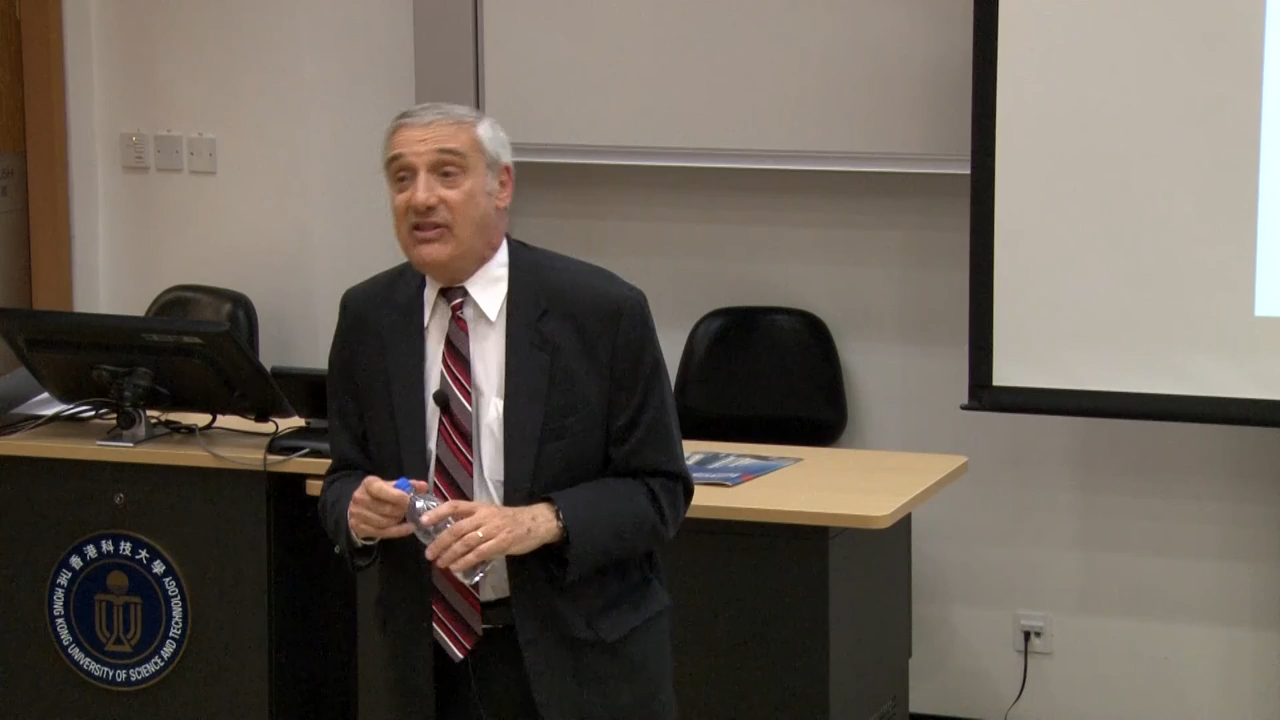 香港科技大學
THE HONG KONG UNIVERSITY OF SCIENCE AND TECHNOLOGY